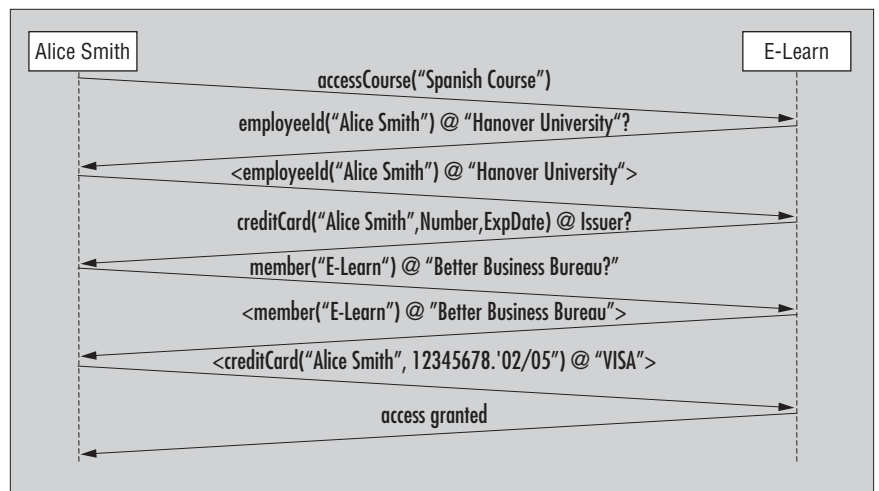 Alice Smith
E-Learn
accessCourse(“Spanish Course”)
employeeId(“Alice Smith”) @ “Hanover University“?
<employeeId(“Alice Smith”) @ “Hanover University“>
creditCard(“Alice Smith”,Number,ExpDate) @ Issuer?
member(“E-Learn“) @ “Better Business Bureau?”
<member(“E-Learn”) @ ”Better Business Bureau”>
<creditCard(“Alice Smith”, 12345678.'02/05”) @ “VISA”>
access granted